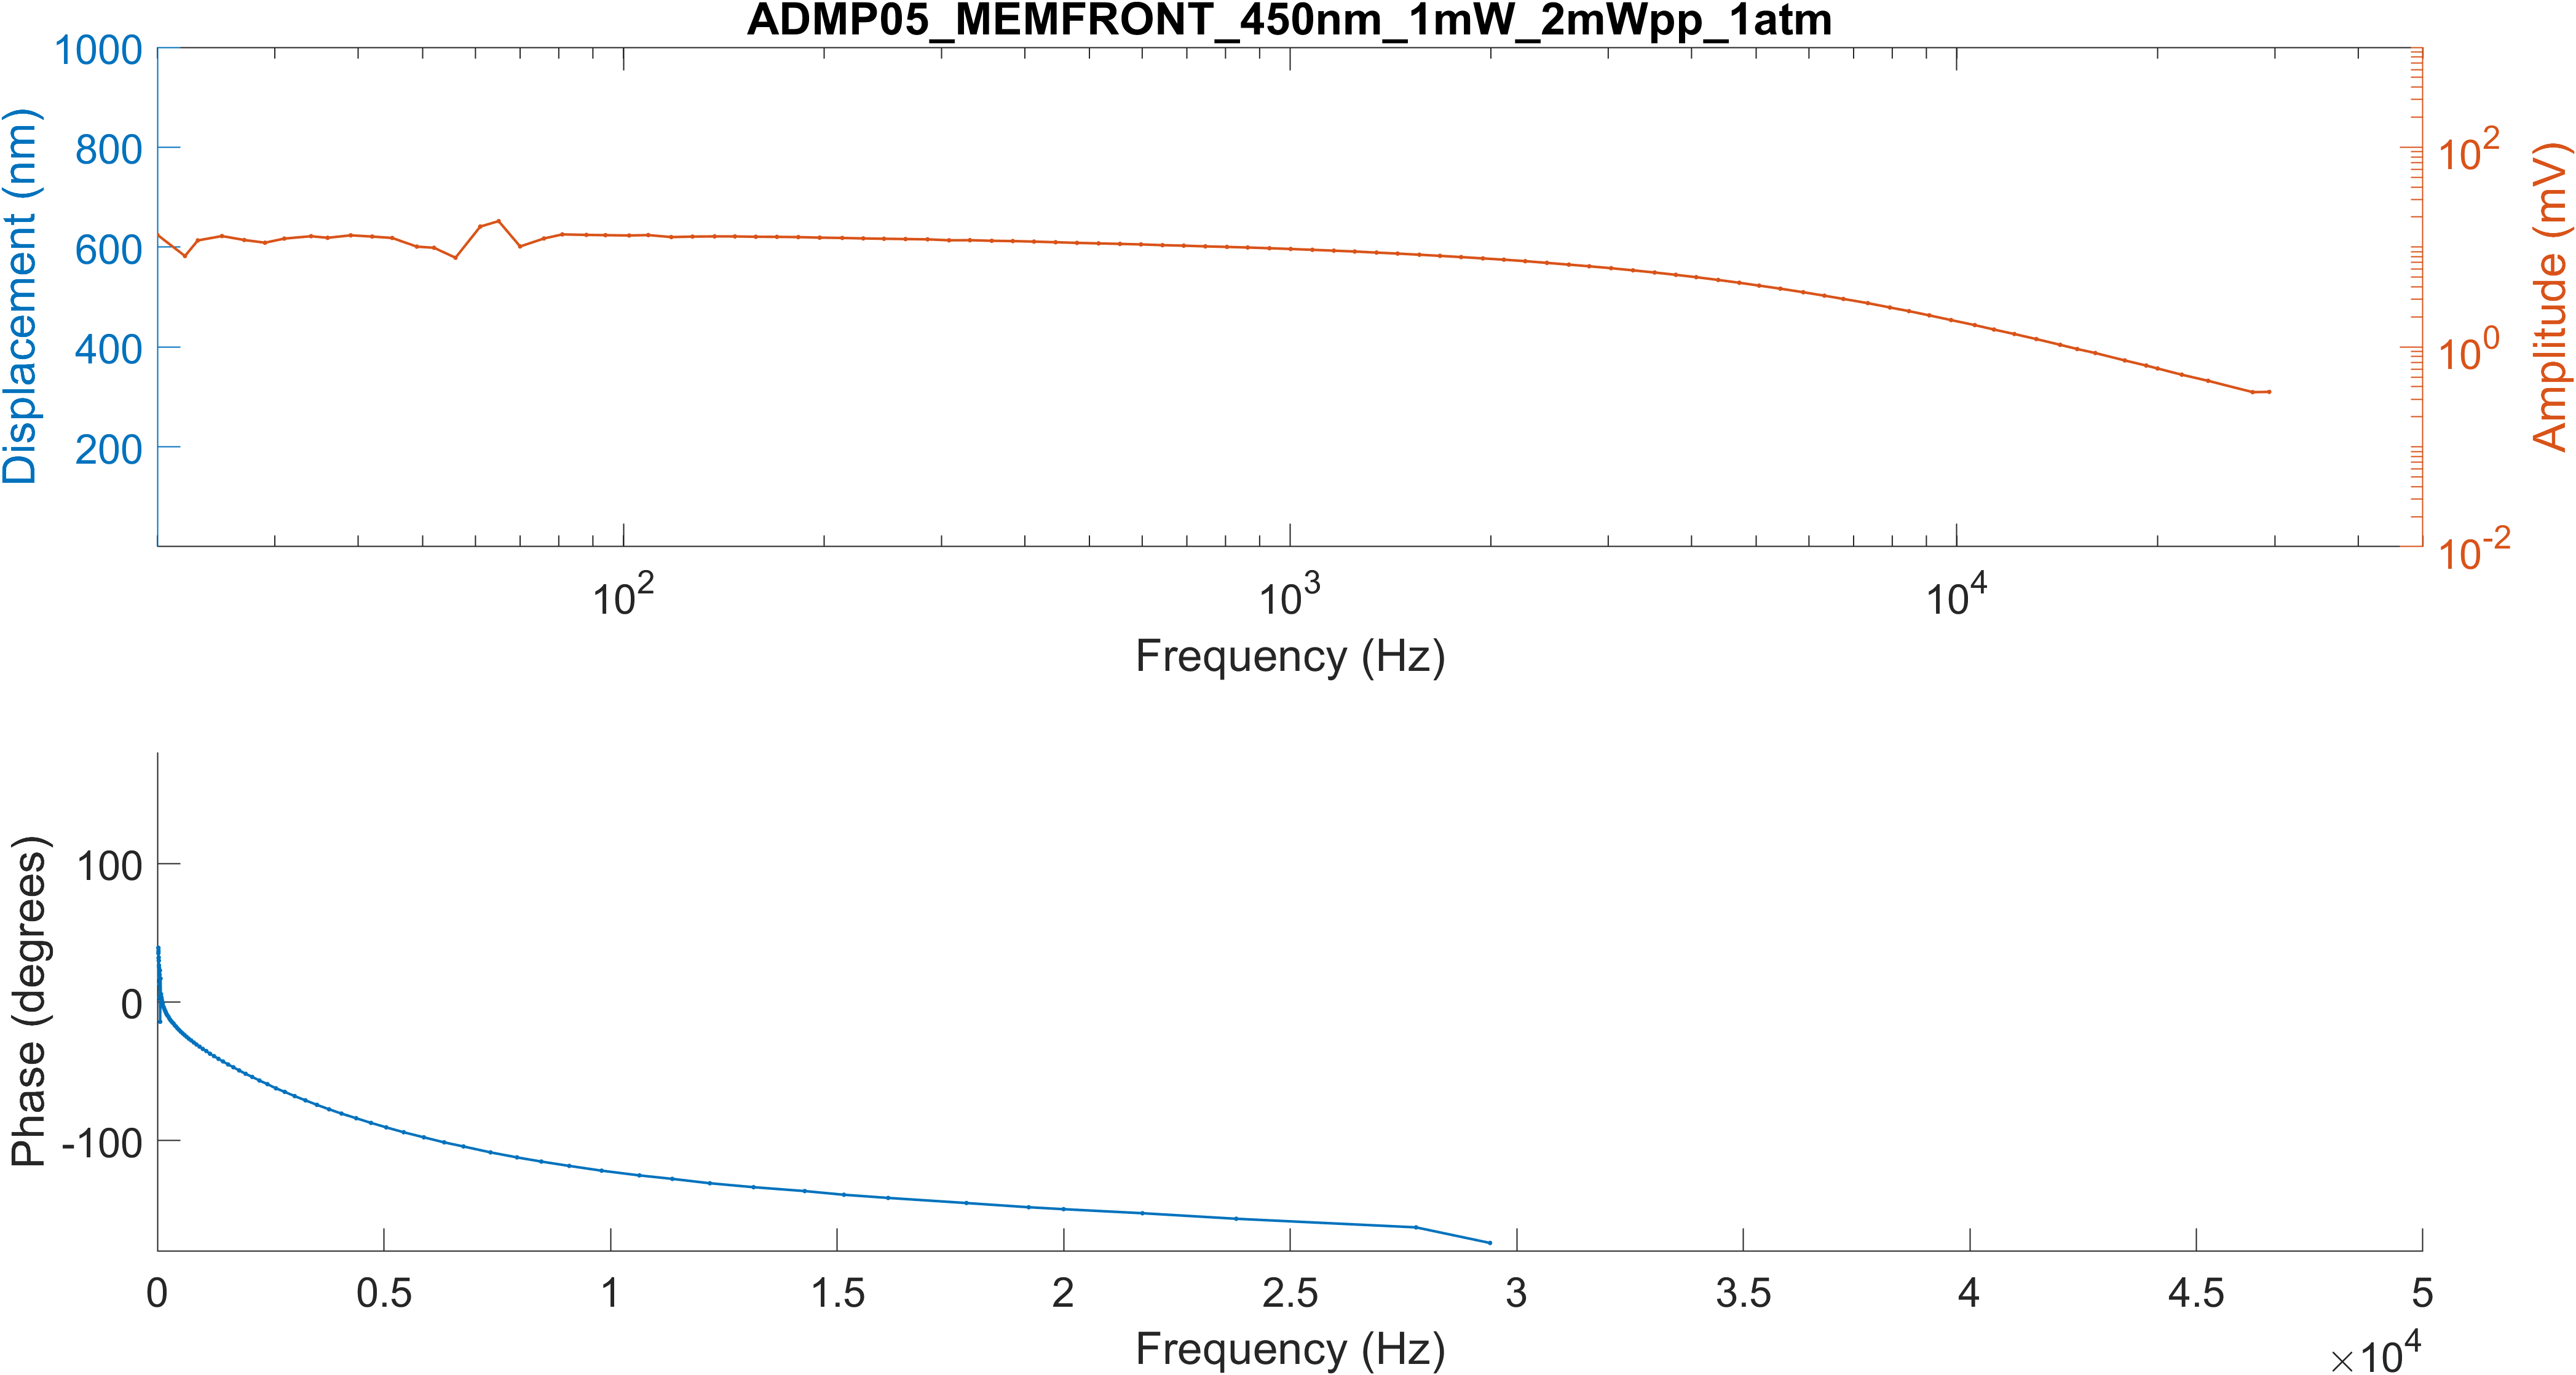 ADMP05_MEMFRONT_450nm_1mW_2mWpp_1atm
1000
800
600
400
200
Displacement (nm)
10^2
10^0
10^-2
Amplitude (mV)
10^2 10^3 10^4
Frequency (Hz)
100
0
-100
Phase (degrees)
0 0.5 1 1.5 2 2.5 3 3.5 4 4.5 5
Frequency (Hz)
×10^4